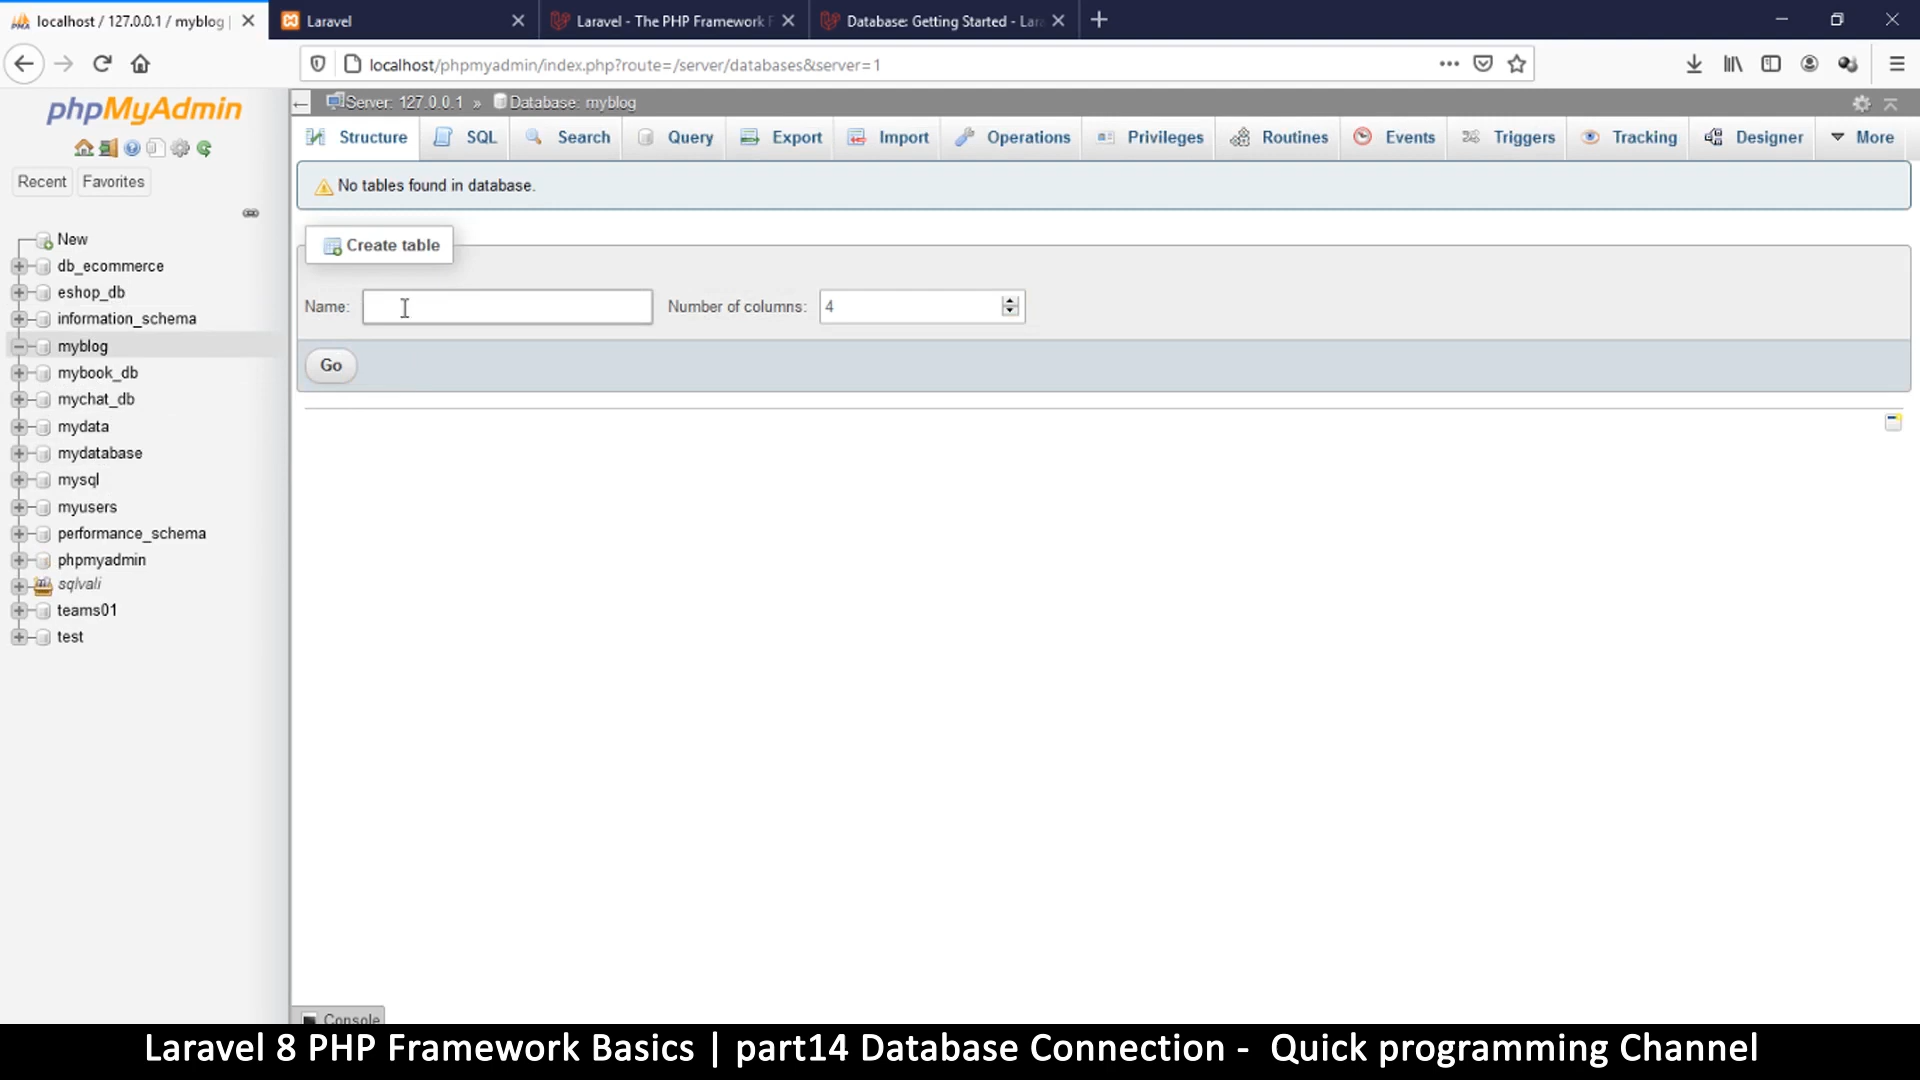 localhost / 127.0.0.1 / myblog |
Laravel
Laravel - The PHP Framework F
Database: Getting Started - Lara
localhost/phpmyadmin/index.php?route=/server/databases&server=1
phpMyAdmin
Server: 127.0.0.1 » Database: myblog
Structure
SQL
Search
Query
Export
Import
Operations
Privileges
Routines
Events
Triggers
Tracking
Designer
More
Recent
Favorites
No tables found in database.
Create table
Name:
Number of columns: 4
Go
New
db_ecommerce
eshop_db
information_schema
myblog
mybook_db
mychat_db
mydata
mydatabase
mysql
myusers
performance_schema
phpmyadmin
sqlvali
teams01
test
Console
Laravel 8 PHP Framework Basics | part14 Database Connection - Quick programming Channel